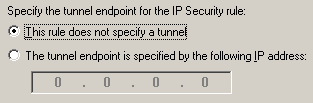 Specify the tunnel endpoint for the IP Security rule:
This rule does not specify a tunnel
The tunnel endpoint is specified by the following IP address:
0 . 0 . 0 . 0